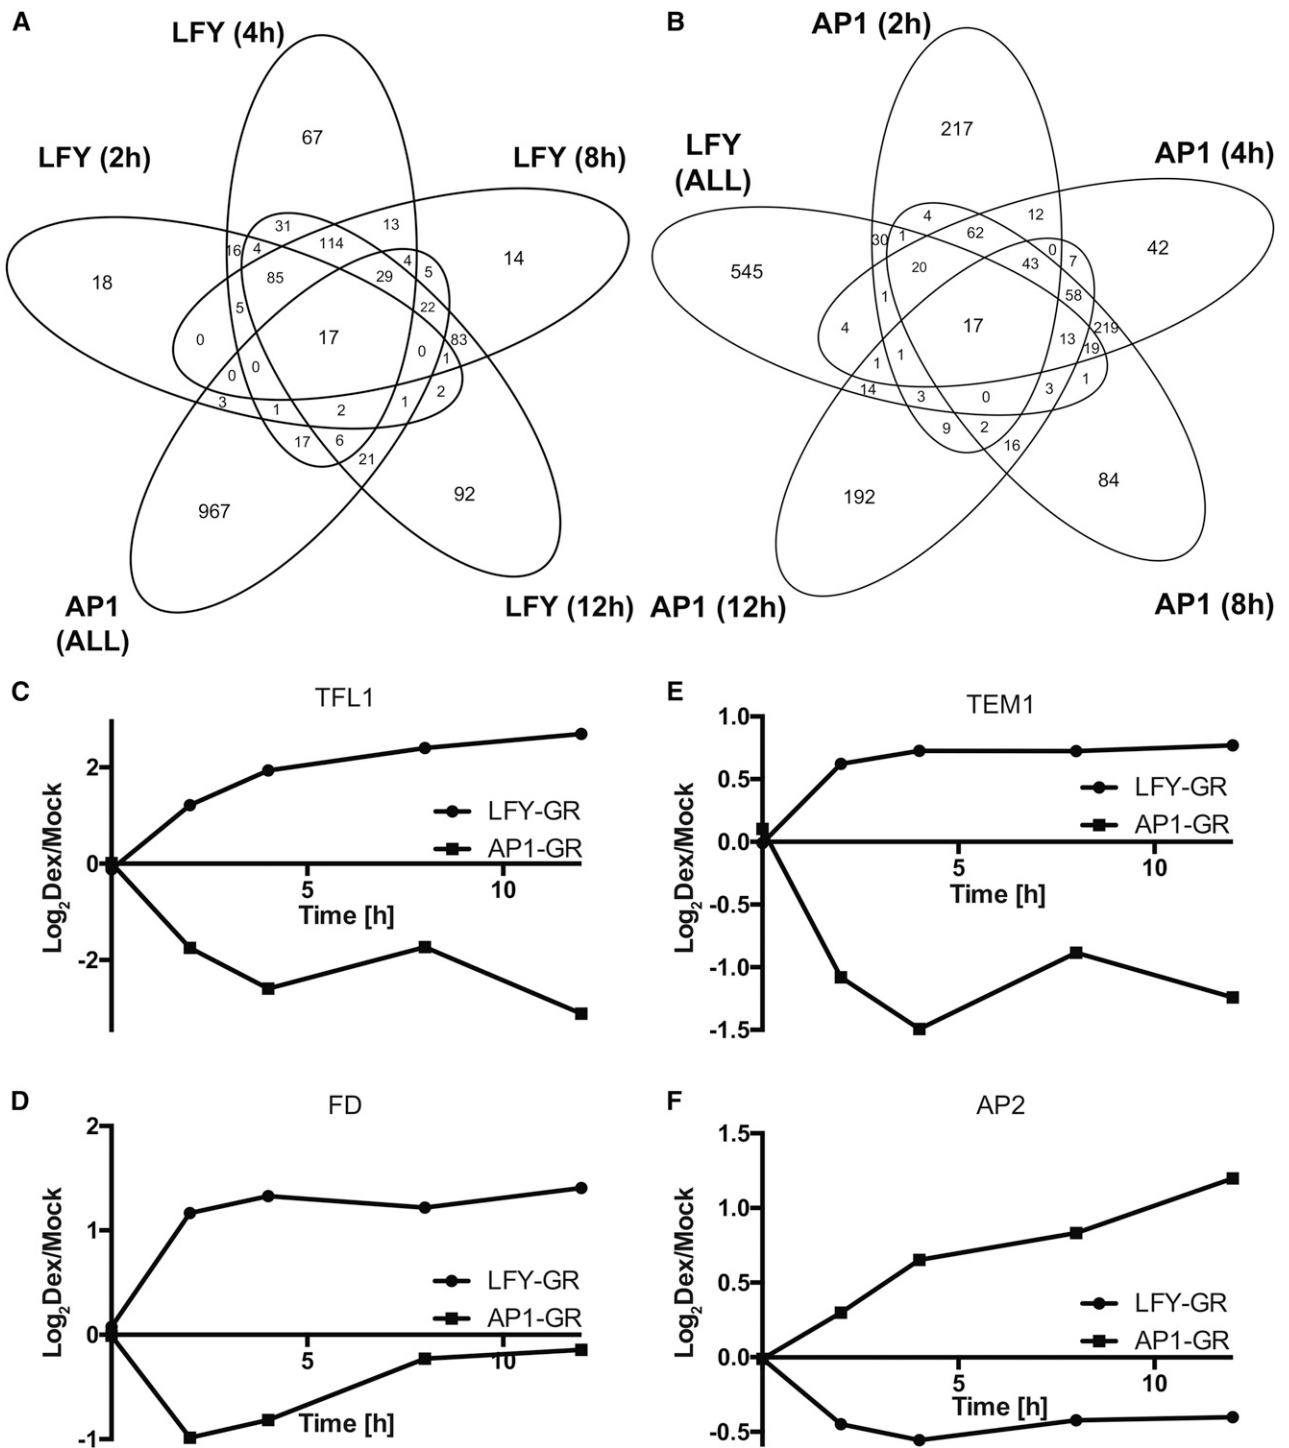 A
LFY (4h)
LFY (2h)
LFY (8h)
67
18
14
31
13
16
4
114
85
4
5
29
5
22
0
17
83
0
1
0
0
2
3
1
2
1
17
6
21
967
92
AP1
(ALL)
LFY (12h)
B
AP1 (2h)
LFY
(ALL)
AP1 (4h)
217
545
42
4
12
30
1
62
0
7
20
43
1
58
4
17
219
13
19
1
1
1
14
3
0
3
9
2
16
192
84
AP1 (12h)
AP1 (8h)
C
TFL1
Log2Dex/Mock
2
0
-2
5
10
Time [h]
LFY-GR
AP1-GR
E
TEM1
Log2Dex/Mock
1.0
0.5
0.0
-0.5
-1.0
-1.5
5
10
Time [h]
LFY-GR
AP1-GR
D
FD
Log2Dex/Mock
2
1
0
-1
5
10
Time [h]
LFY-GR
AP1-GR
F
AP2
Log2Dex/Mock
1.5
1.0
0.5
0.0
-0.5
5
10
Time [h]
LFY-GR
AP1-GR